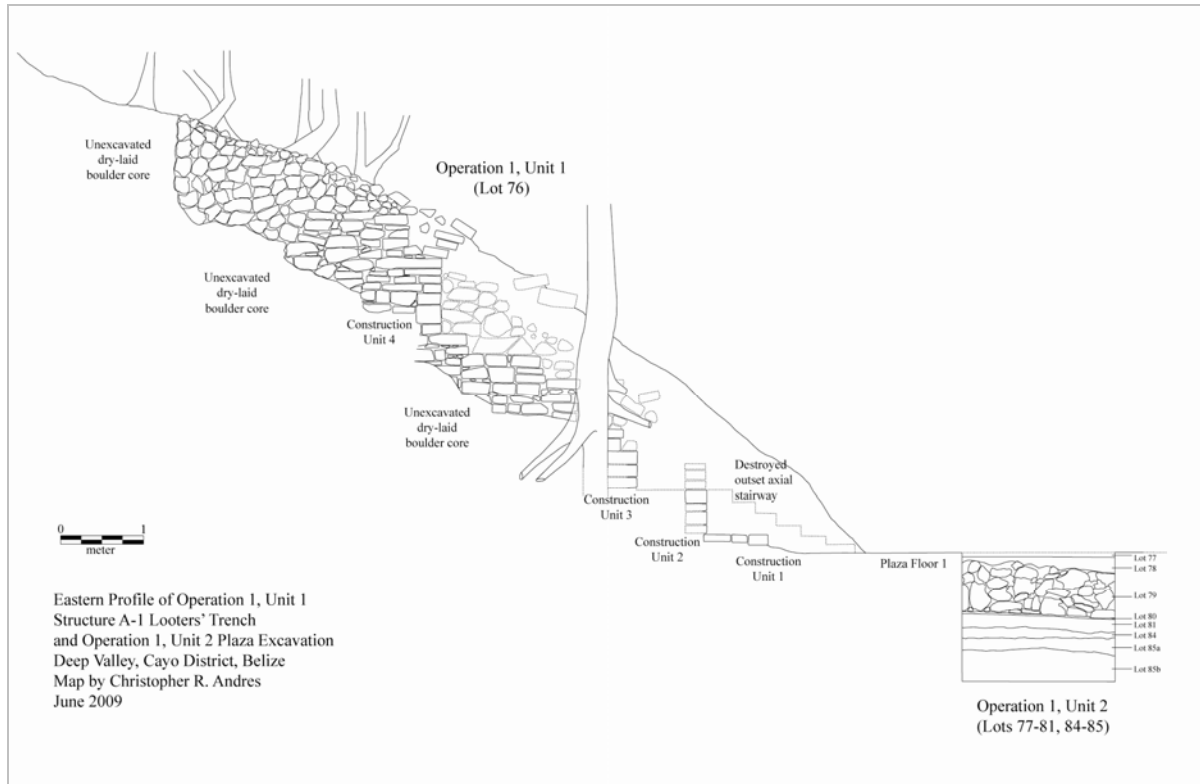 Unexcavated
dry-laid
boulder core
Operation 1, Unit 1
(Lot 76)
Unexcavated
dry-laid
boulder core
Construction
Unit 4
Unexcavated
dry-laid
boulder core
Destroyed
outset axial
stairway
Construction
Unit 3
Construction
Unit 2
Construction
Unit 1
Plaza Floor 1
Lot 77
Lot 78
Lot 79
Lot 80
Lot 81
Lot 84
Lot 85a
Lot 85b
0 1
meter
Eastern Profile of Operation 1, Unit 1
Structure A-1 Looters' Trench
and Operation 1, Unit 2 Plaza Excavation
Deep Valley, Cayo District, Belize
Map by Christopher R. Andres
June 2009
Operation 1, Unit 2
(Lots 77-81, 84-85)